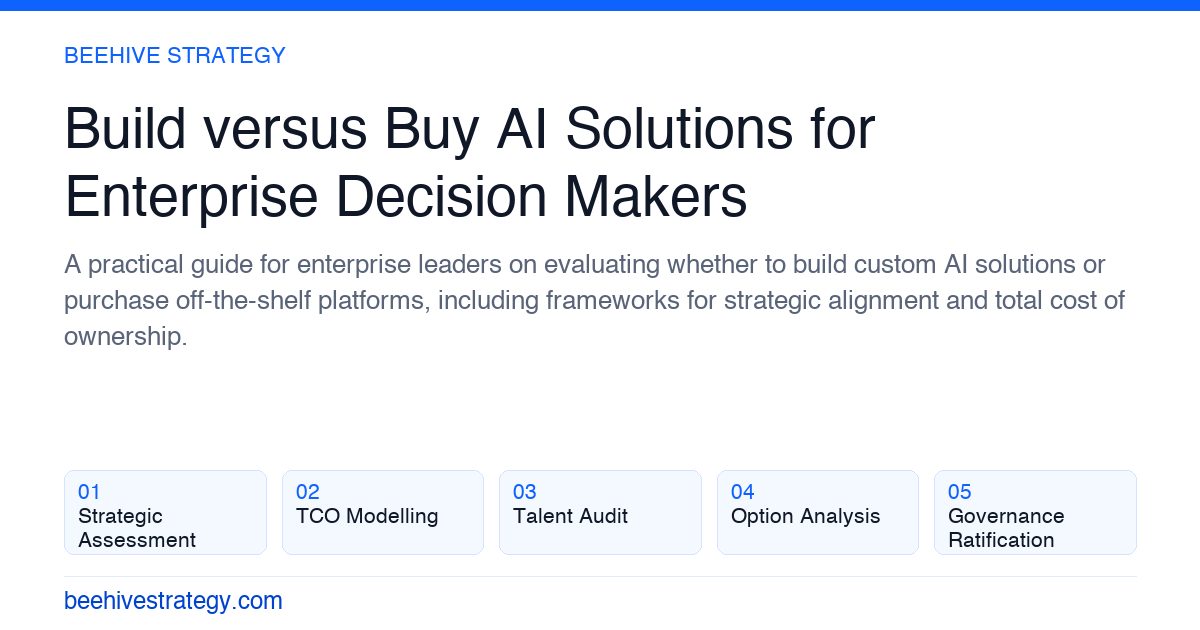 BEEHIVE STRATEGY
Build versus Buy AI Solutions for
Enterprise Decision Makers
A practical guide for enterprise leaders on evaluating whether to build custom AI solutions or
purchase off-the-shelf platforms, including frameworks for strategic alignment and total cost of
ownership.
01
Strategic
Assessment
02
TCO Modelling
03
Talent Audit
04
Option Analysis
05
Governance
Ratification
beehivestrategy.com